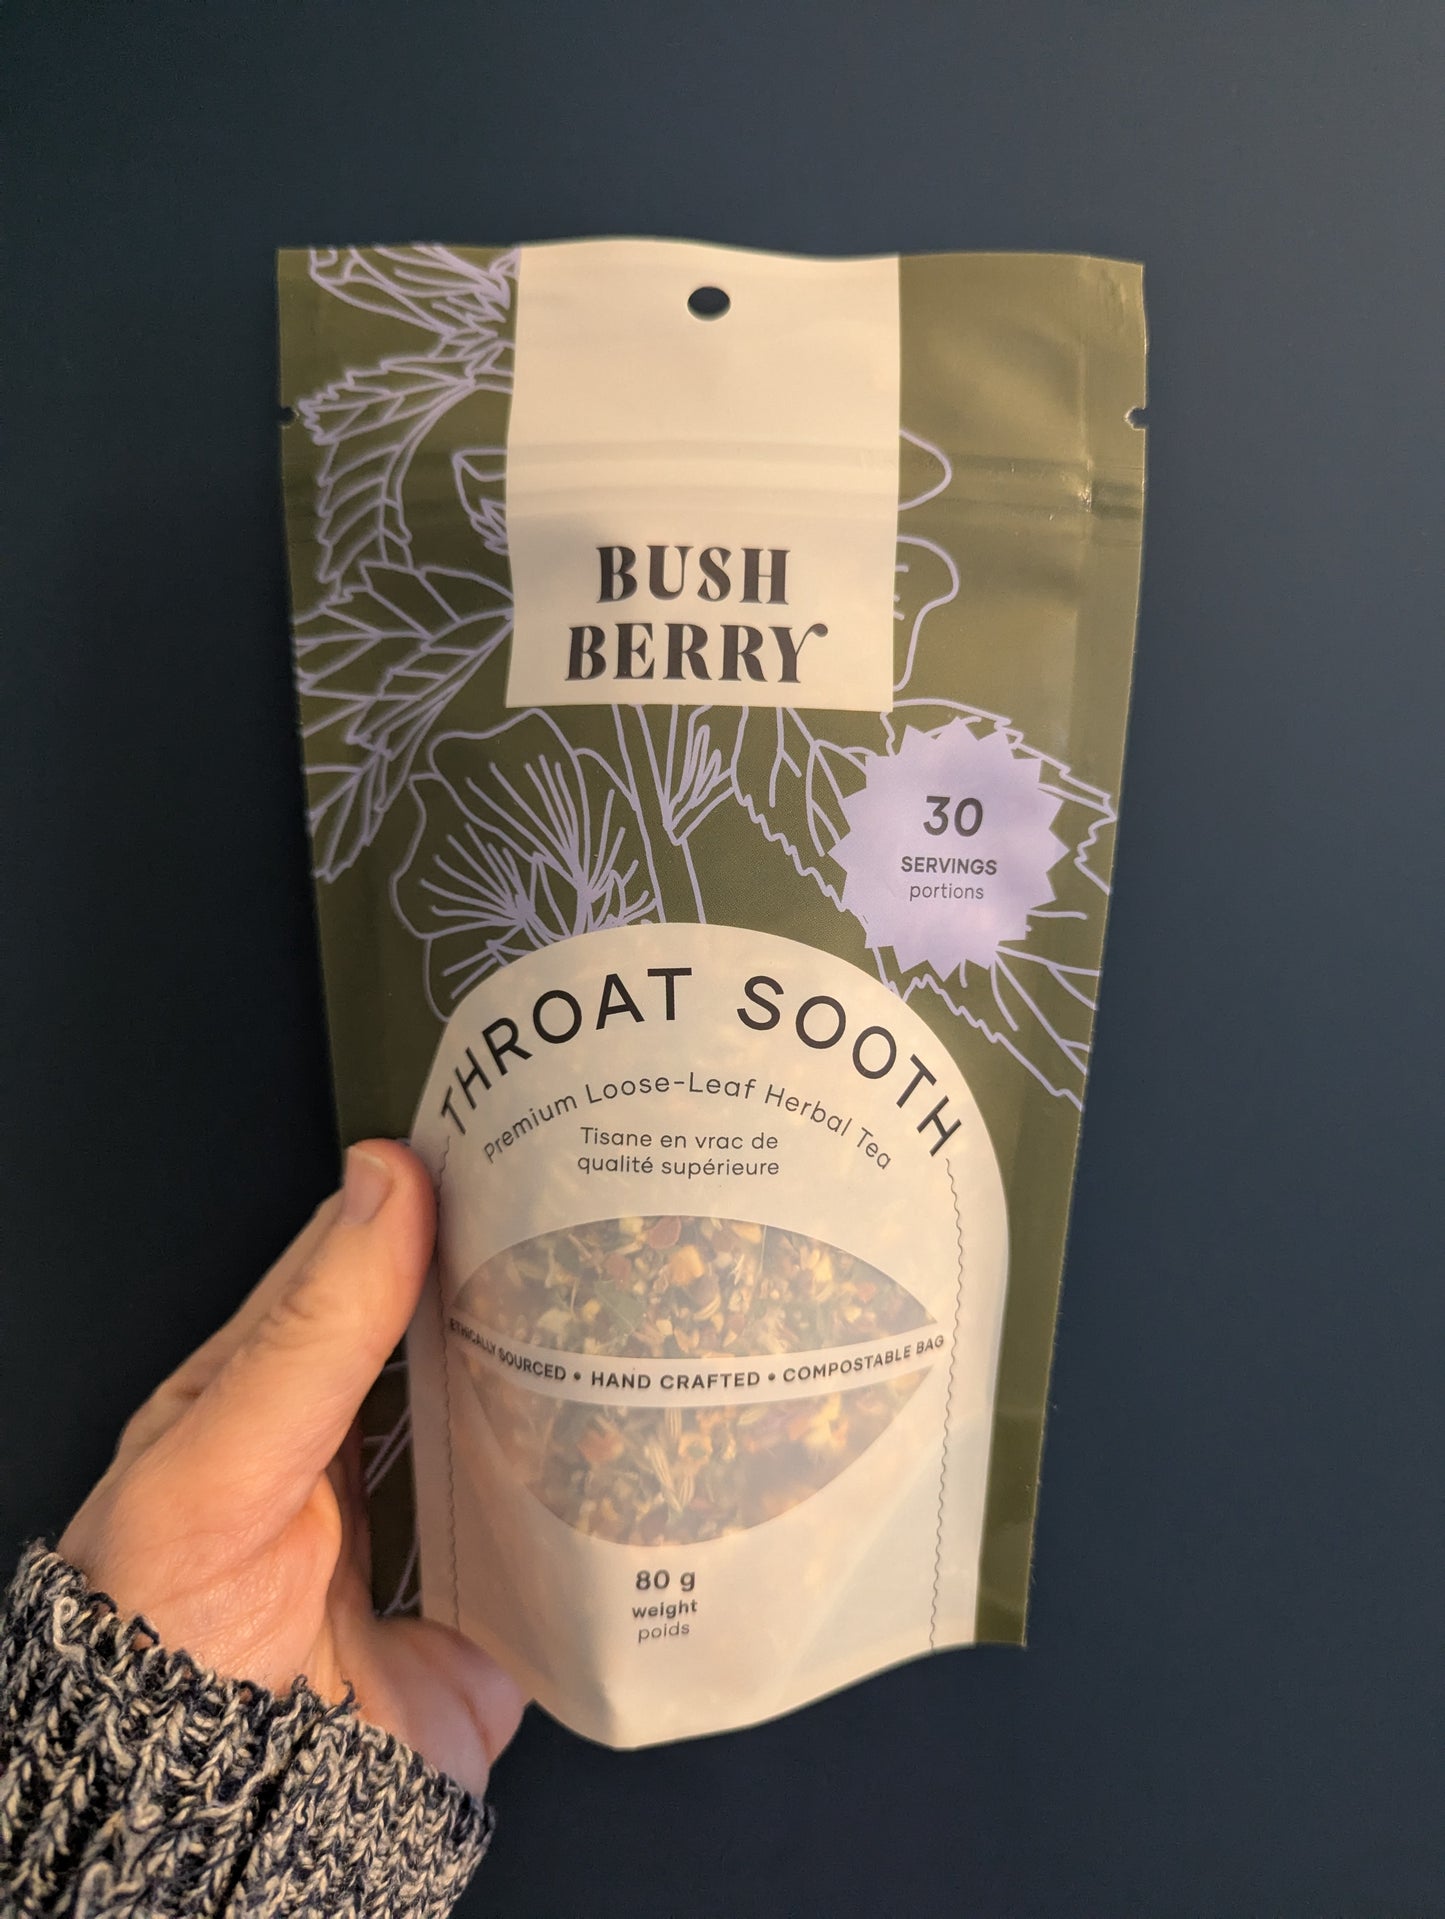 BUSH
BERRY
30
SERVINGS
portions
THROAT SOOTH
Premium Loose-Leaf Herbal Tea
Tisane en vrac de
qualité supérieure
ETHICALLY SOURCED • HAND CRAFTED • COMPOSTABLE BAG
80 g
weight
poids